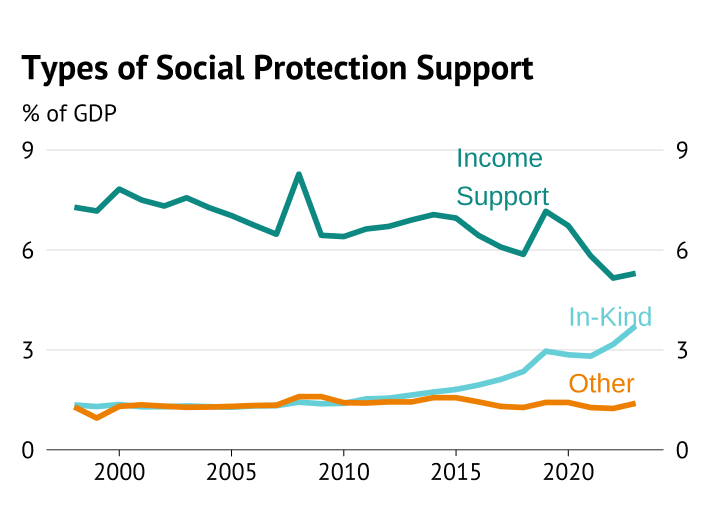 Types of Social Protection Support
% of GDP
9 9
Income
Support
6 6
In-Kind
3 3
Other
0 0
2000 2005 2010 2015 2020